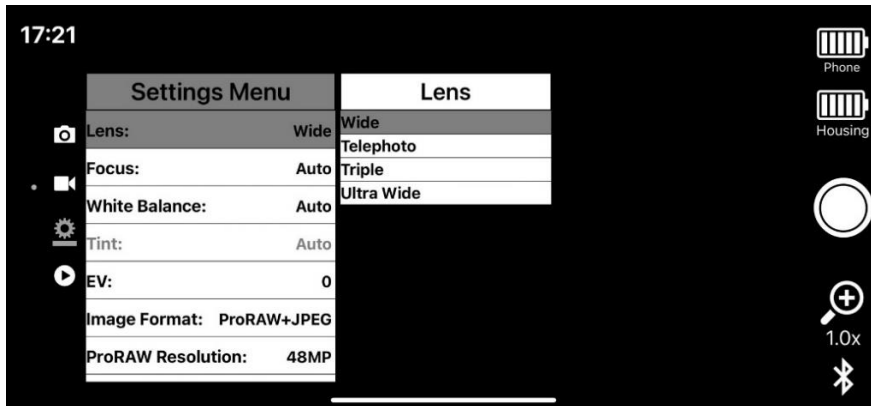 17:21
Phone
Housing
Settings Menu
Lens: Wide
Focus: Auto
White Balance: Auto
Tint: Auto
EV: 0
Image Format: ProRAW+JPEG
ProRAW Resolution: 48MP
Lens
Wide
Telephoto
Triple
Ultra Wide
1.0x